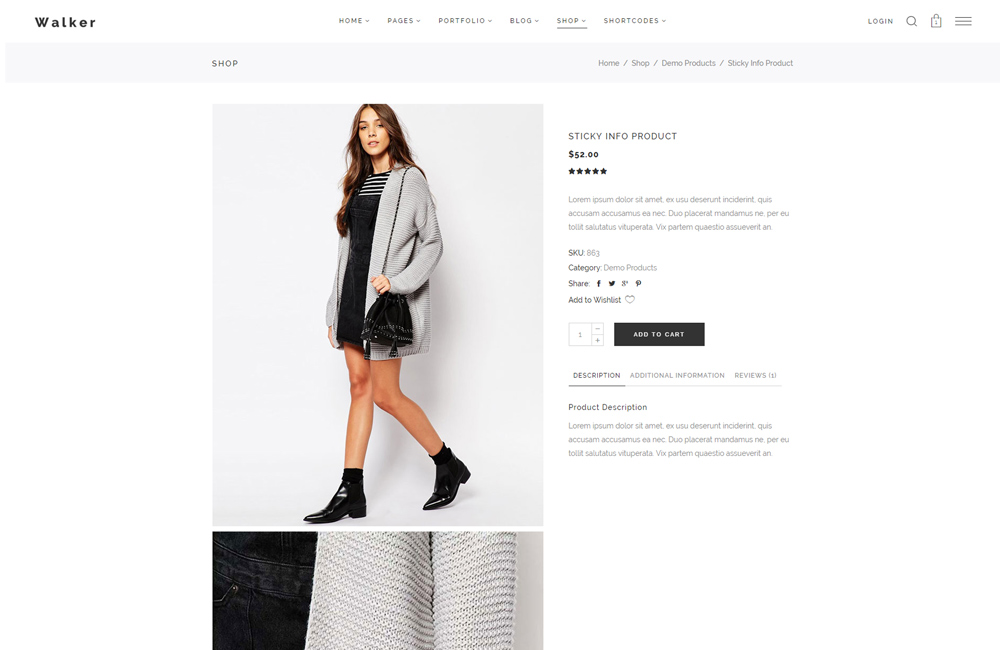 Walker
HOME PAGES PORTFOLIO BLOG SHOP SHORTCODES
LOGIN
1
SHOP
Home / Shop / Demo Products / Sticky Info Product
STICKY INFO PRODUCT
$52.00
Lorem ipsum dolor sit amet, ex usu deserunt inciderint, quis
accusam accusamus ea nec. Duo placerat mandamus ne, per eu
tollit salutatus vituperata. Vix partem quaestio assueverit an.
SKU: 863
Category: Demo Products
Share:
Add to Wishlist
1 − +
ADD TO CART
DESCRIPTION ADDITIONAL INFORMATION REVIEWS (1)
Product Description
Lorem ipsum dolor sit amet, ex usu deserunt inciderint, quis
accusam accusamus ea nec. Duo placerat mandamus ne, per eu
tollit salutatus vituperata. Vix partem quaestio assueverit an.